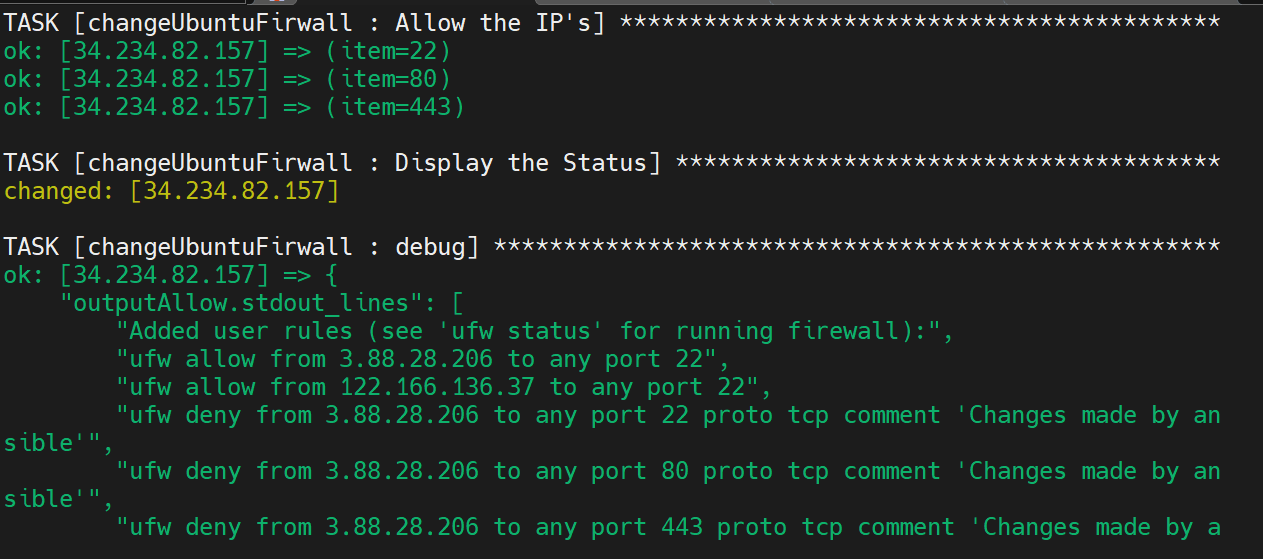 TASK [changeUbuntuFirwall : Allow the IP's] *******************************************
ok: [34.234.82.157] => (item=22)
ok: [34.234.82.157] => (item=80)
ok: [34.234.82.157] => (item=443)
TASK [changeUbuntuFirwall : Display the Status] ***************************************
changed: [34.234.82.157]
TASK [changeUbuntuFirwall : debug] ****************************************************
ok: [34.234.82.157] => {
    "outputAllow.stdout_lines": [
        "Added user rules (see 'ufw status' for running firewall):",
        "ufw allow from 3.88.28.206 to any port 22",
        "ufw allow from 122.166.136.37 to any port 22",
        "ufw deny from 3.88.28.206 to any port 22 proto tcp comment 'Changes made by an
sible'",
        "ufw deny from 3.88.28.206 to any port 80 proto tcp comment 'Changes made by an
sible'",
        "ufw deny from 3.88.28.206 to any port 443 proto tcp comment 'Changes made by a